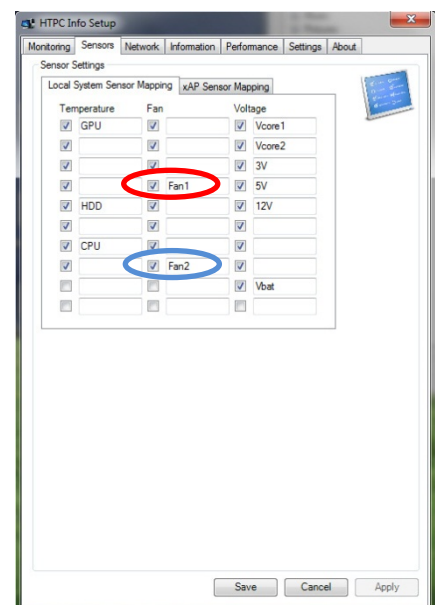 HTPC Info Setup
Monitoring Sensors Network Information Performance Settings About
Sensor Settings
Local System Sensor Mapping xAP Sensor Mapping
Temperature Fan Voltage
GPU Vcore1
Vcore2
3V
Fan1 5V
HDD 12V
CPU
Fan2
Vbat
Save Cancel Apply